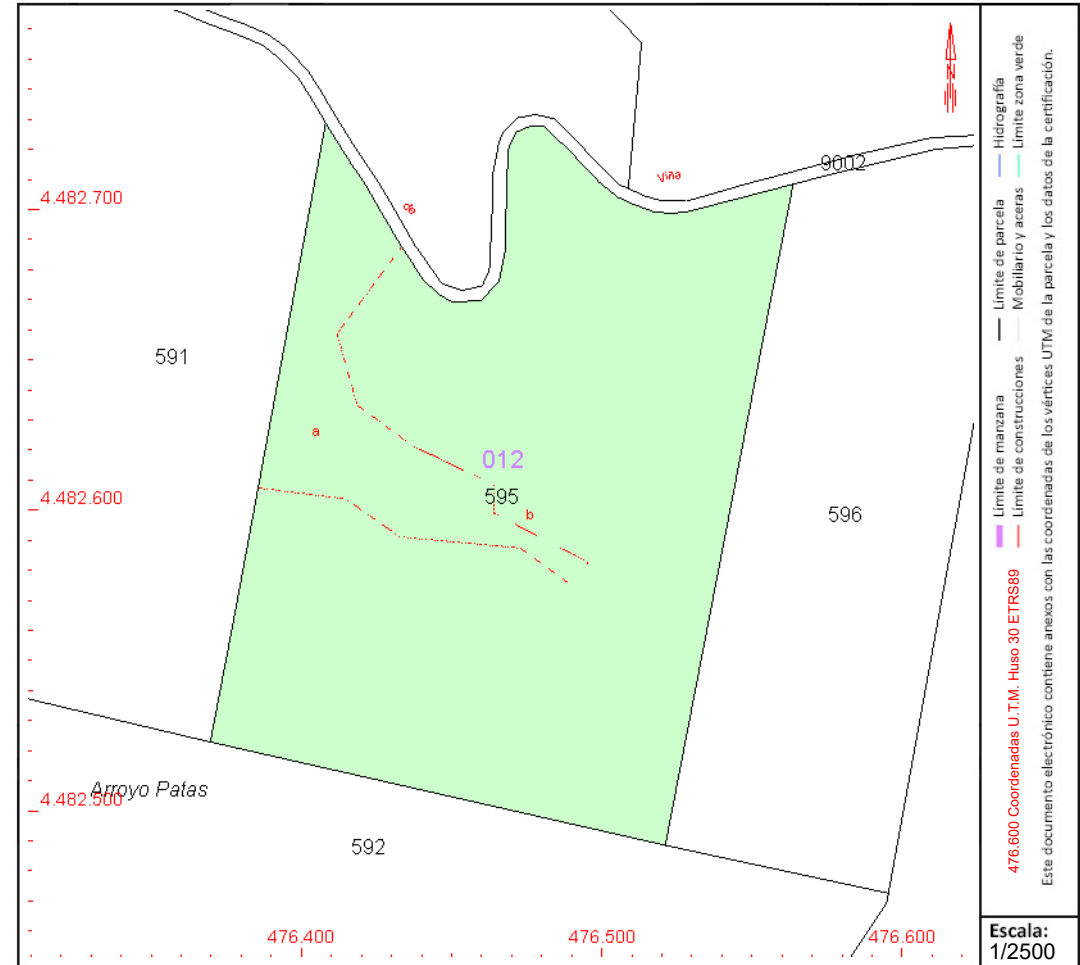 N
4.482.700
de
Viña
9002
591
a
012
595
b
4.482.600
596
Arroyo Patas
4.482.500
592
476.400
476.500
476.600
Hidrografía
Límite zona verde
Límite de parcela
Mobiliario y aceras
Límite de manzana
Límite de construcciones
476.600 Coordenadas U.T.M. Huso 30 ETRS89
Este documento electrónico contiene anexos con las coordenadas de los vértices UTM de la parcela y los datos de la certificación.
Escala:
1/2500